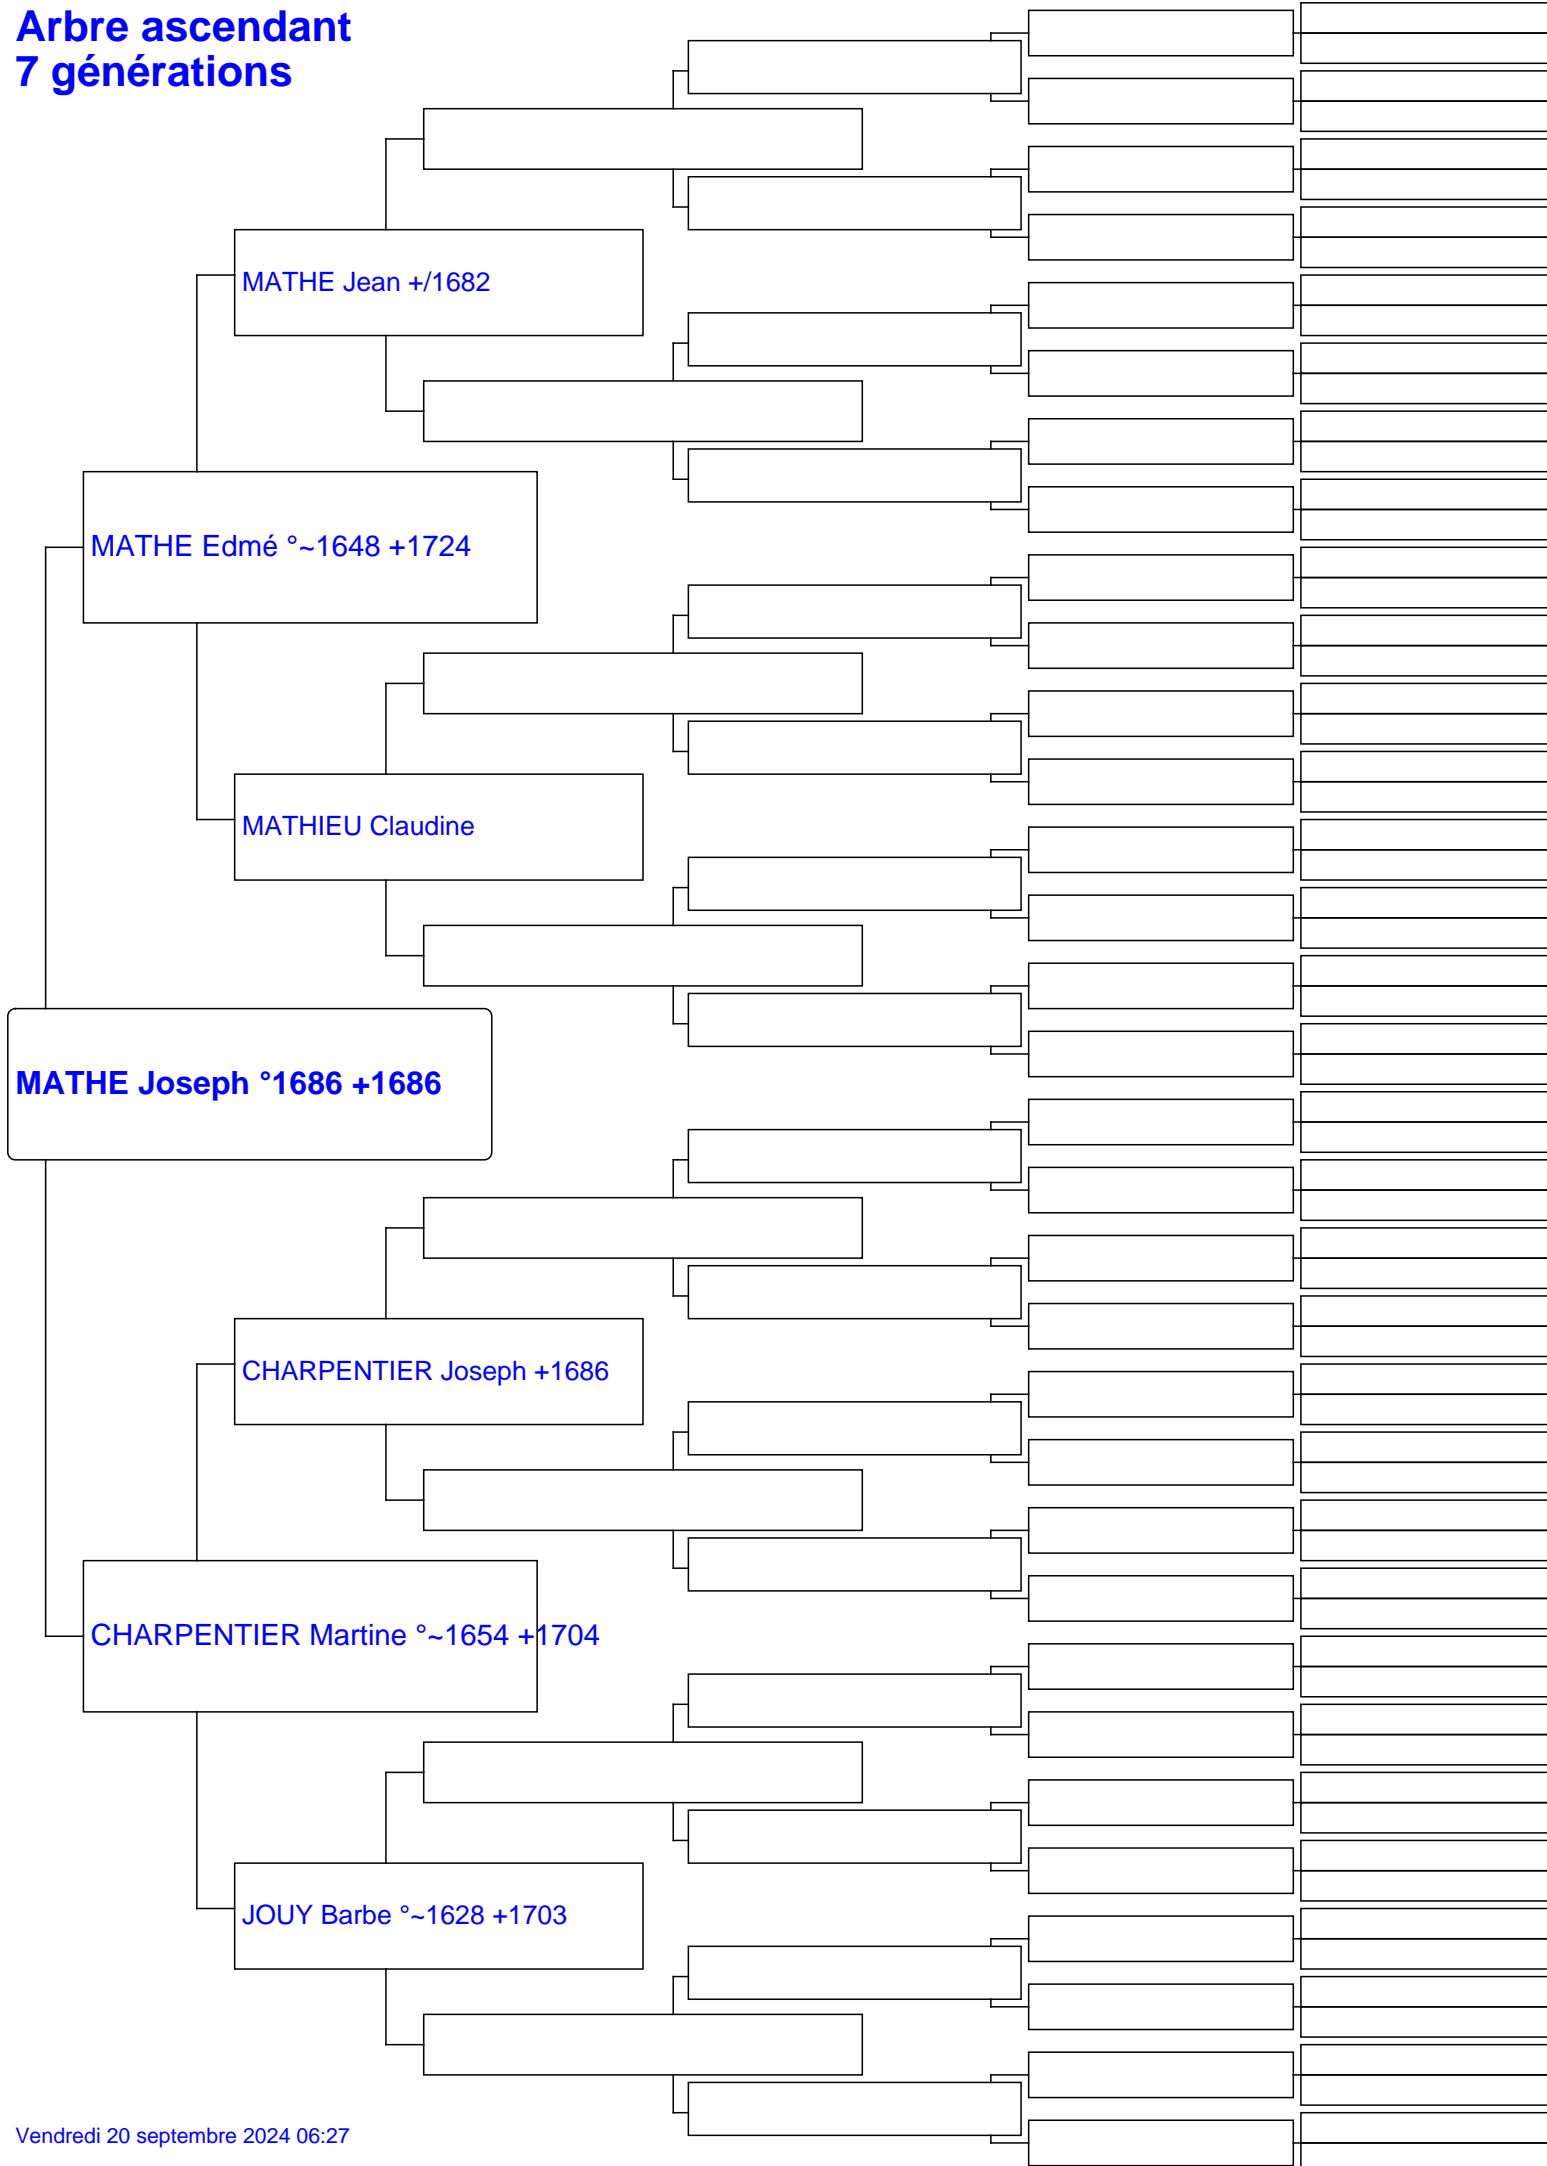 Arbre ascendant
7 générations
MATHE Jean +/1682
MATHE Edmé °~1648 +1724
MATHIEU Claudine
MATHE Joseph °1686 +1686
CHARPENTIER Joseph +1686
CHARPENTIER Martine °~1654 +1704
JOUY Barbe °~1628 +1703
Vendredi 20 septembre 2024 06:27